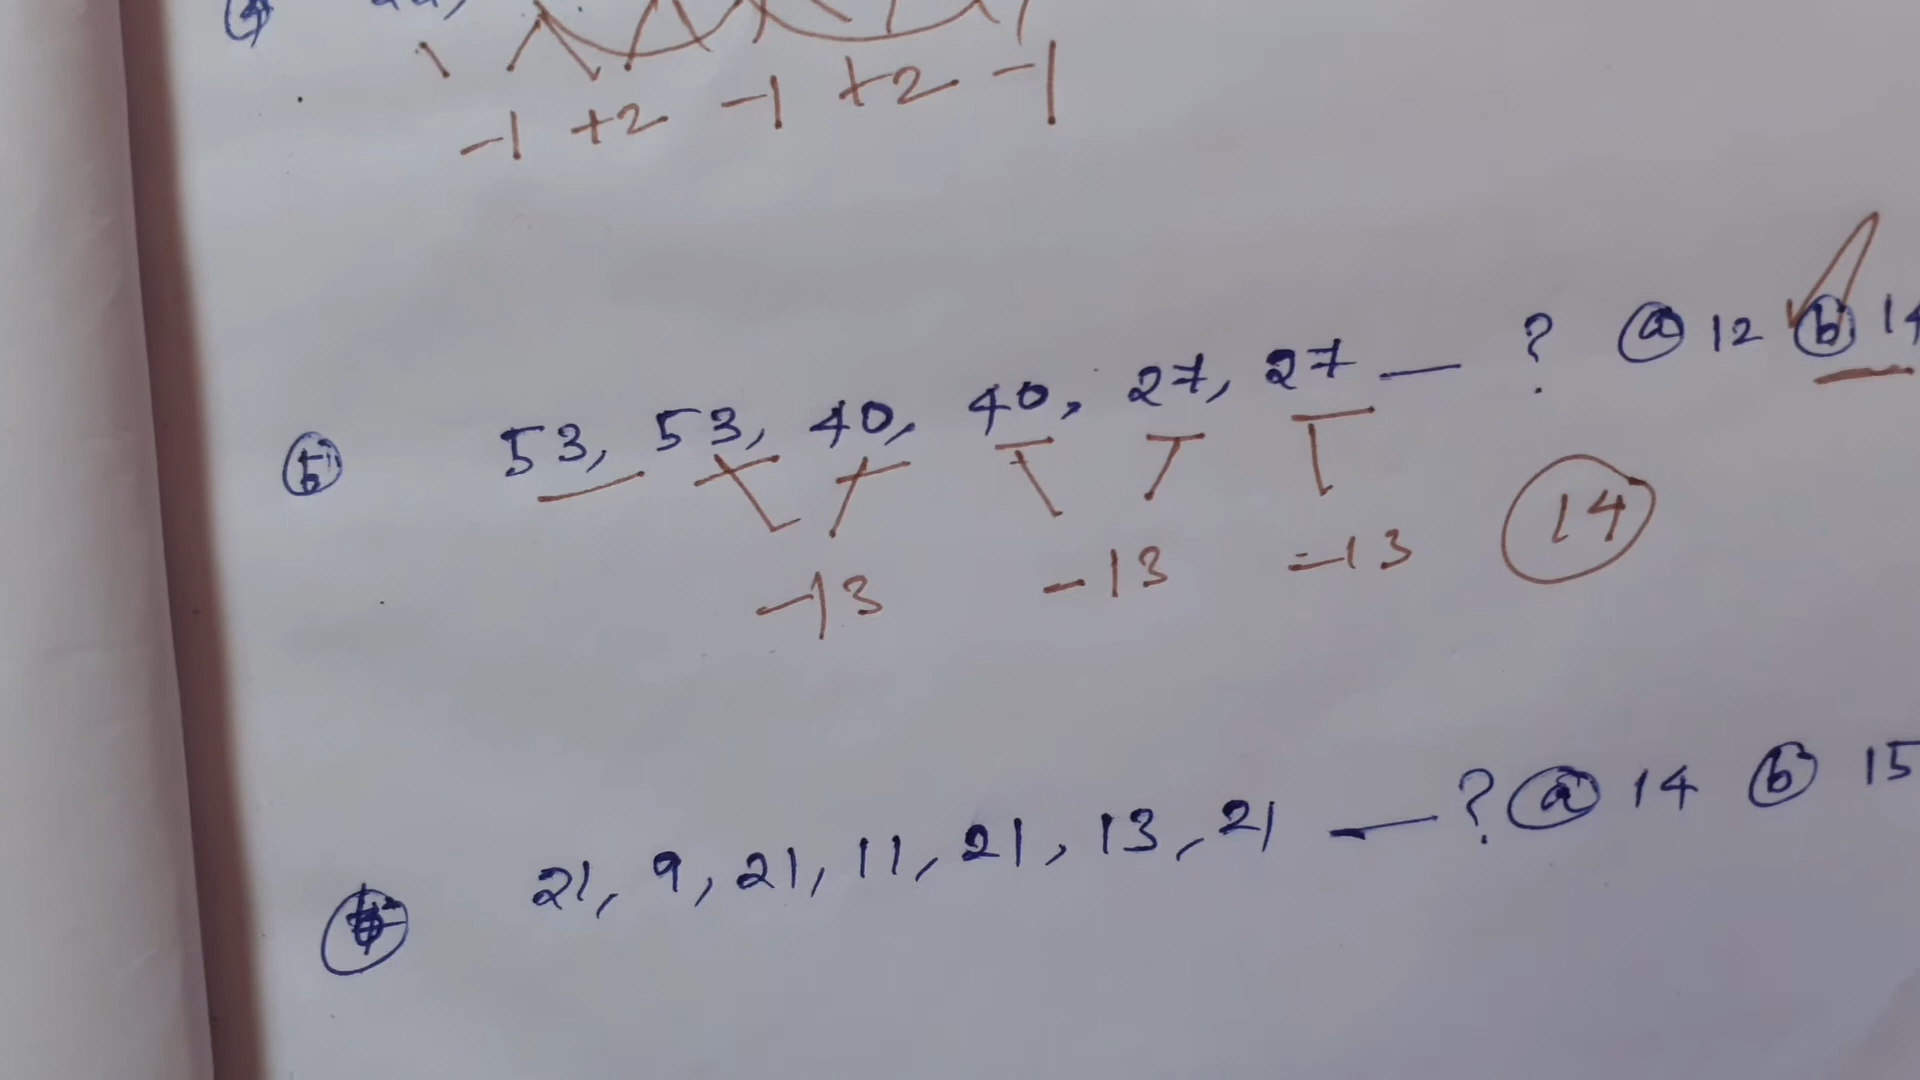 ④
-1 +2 -1 +2 -1
⑤ 53, 53, 40, 40, 27, 27 — ? ⓐ 12 ⓑ 14
-13 -13 =-13 14
21, 9, 21, 11, 21, 13, 21 — ? ⓐ 14 ⓑ 15